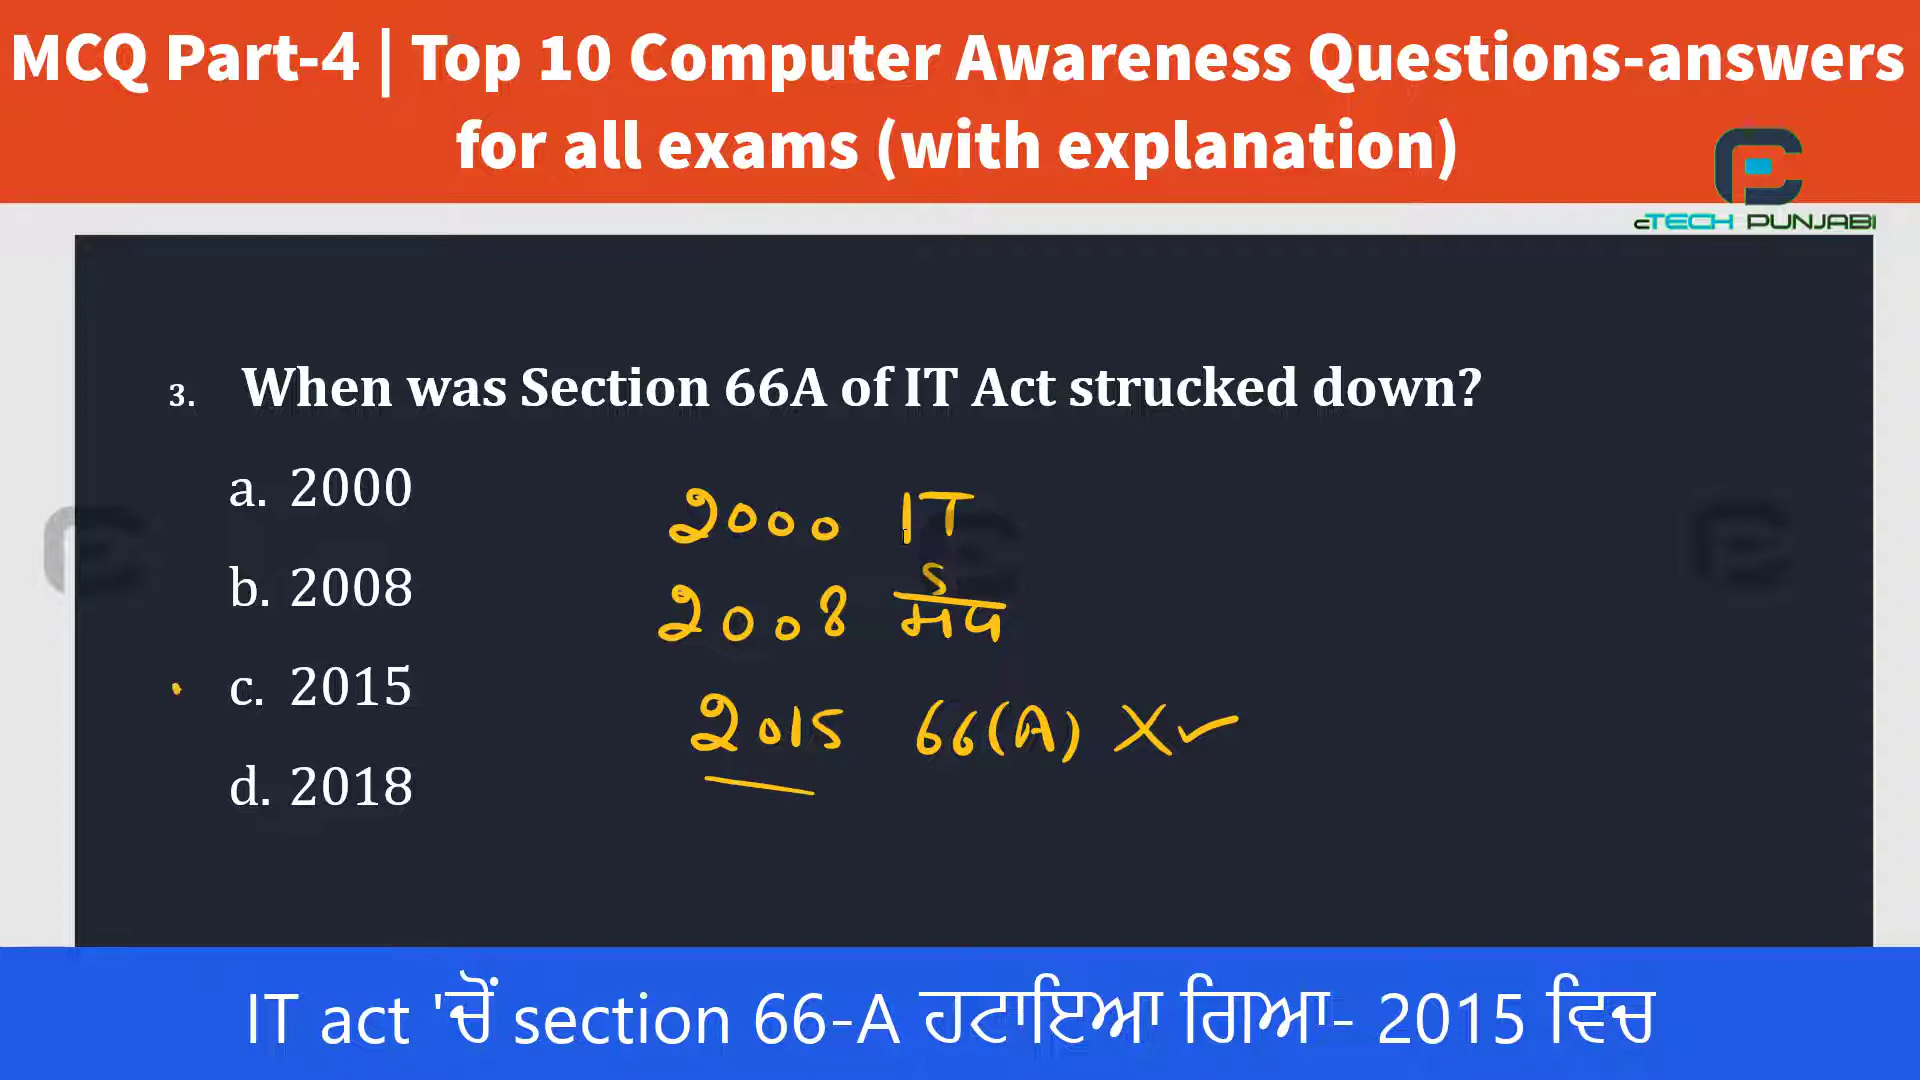 MCQ Part-4 | Top 10 Computer Awareness Questions-answers
for all exams (with explanation)
eTECH PUNJABI
3. When was Section 66A of IT Act strucked down?
a. 2000
b. 2008
c. 2015
d. 2018
2000 IT
2008
2015 66(A) X✓
IT act 'ਚੋਂ section 66-A ਹਟਾਇਆ ਗਿਆ- 2015 ਵਿਚ